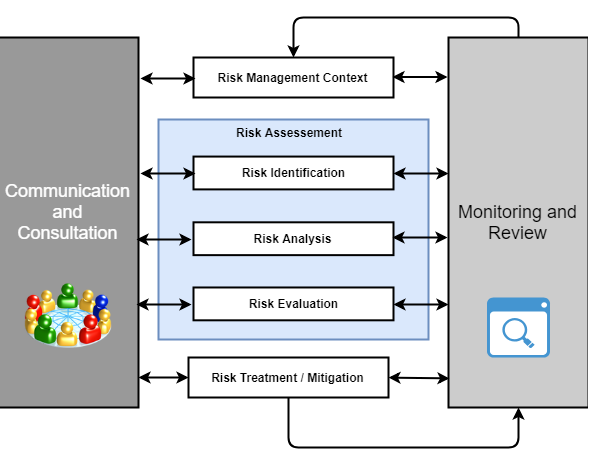 Risk Management Context
Risk Assessement
Risk Identification
Communication
and
Consultation
Monitoring and
Review
Risk Analysis
Risk Evaluation
Risk Treatment / Mitigation